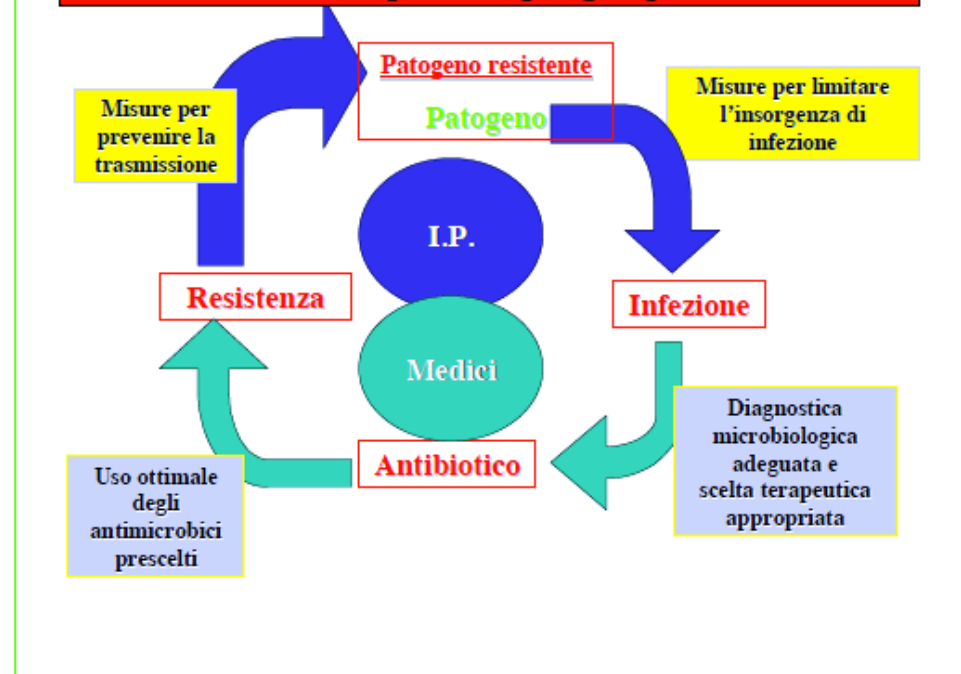 Patogeno resistente
Patogeno
Misure per
prevenire la
trasmissione
Misure per limitare
l’insorgenza di
infezione
I.P.
Resistenza
Infezione
Medici
Antibiotico
Diagnostica
microbiologica
adeguata e
scelta terapeutica
appropriata
Uso ottimale
degli
antimicrobici
prescelti